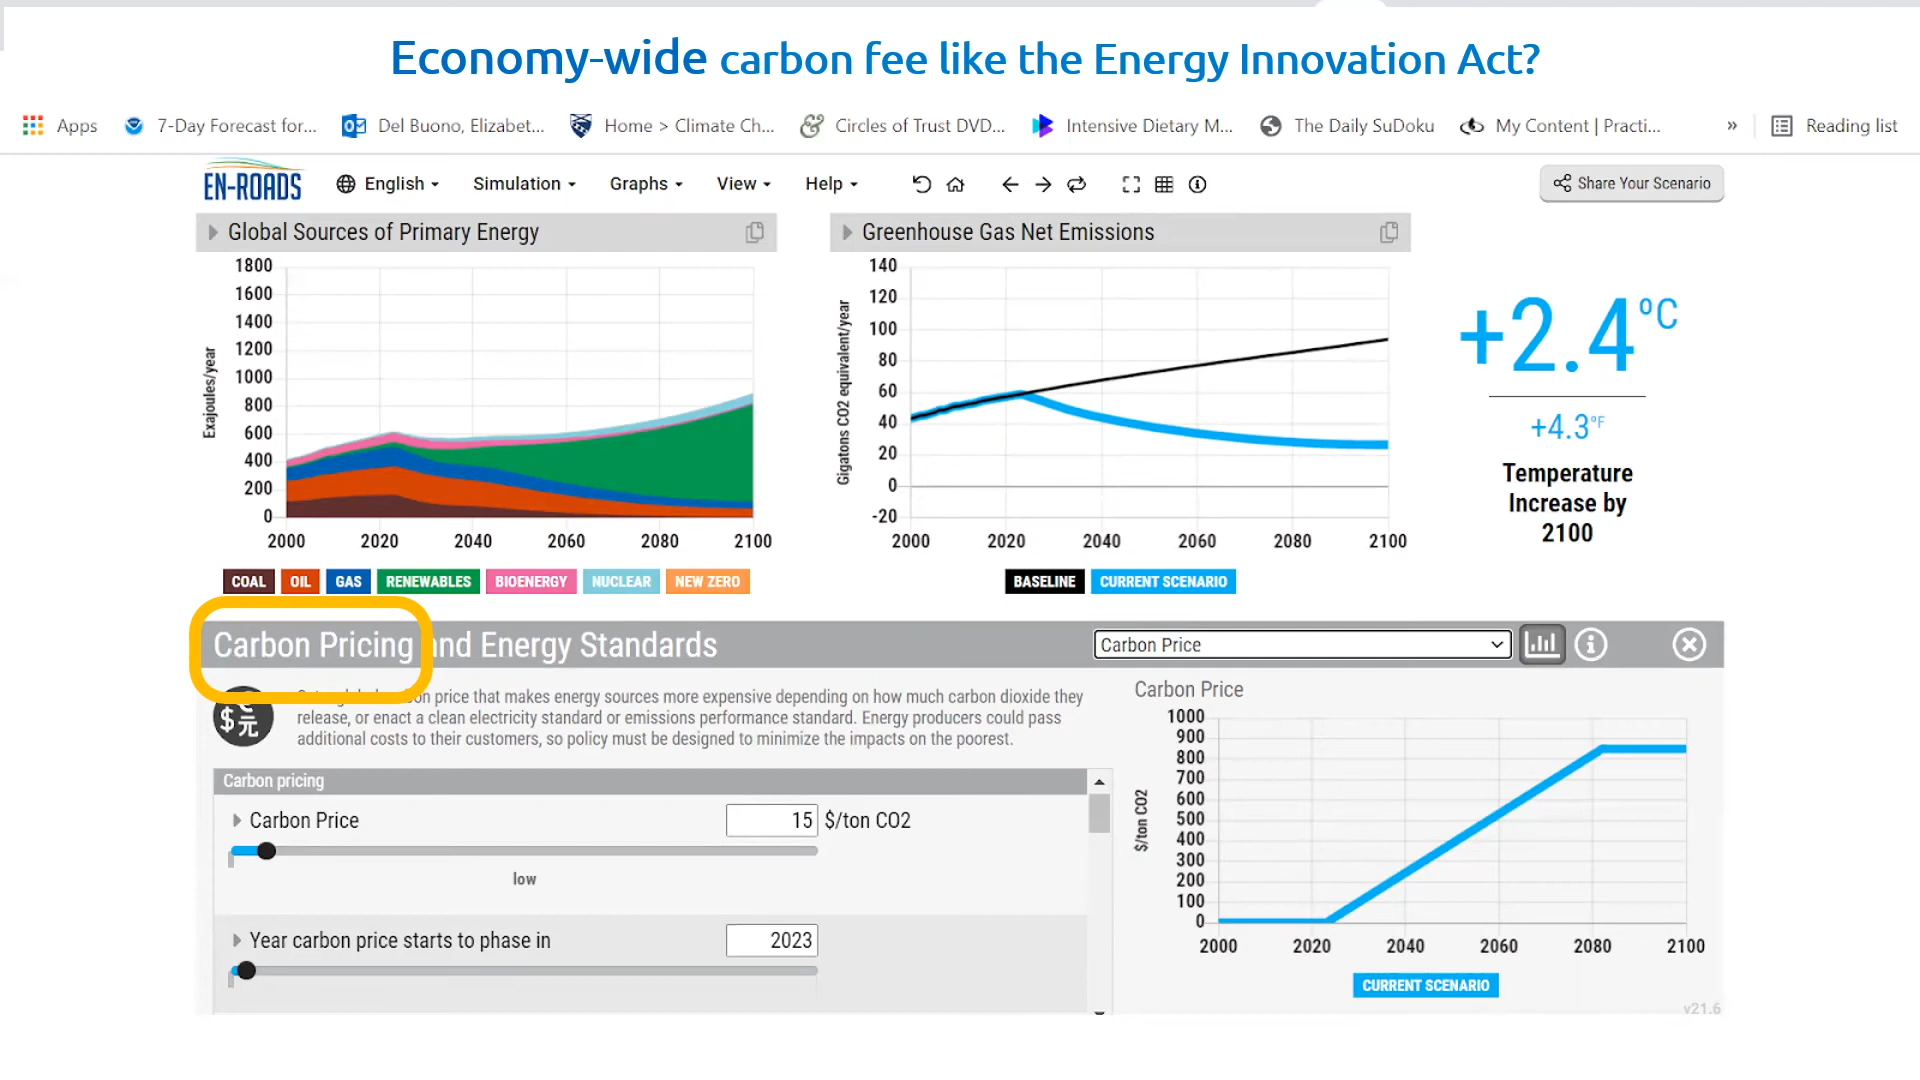 Economy-wide carbon fee like the Energy Innovation Act?
Apps 7-Day Forecast for... Del Buono, Elizabet... Home > Climate Ch... Circles of Trust DVD... Intensive Dietary M... The Daily SuDoku My Content | Practi... » Reading list
EN-ROADS English Simulation Graphs View Help Share Your Scenario
Global Sources of Primary Energy
1800
1600
1400
1200
1000
800
600
400
200
0
Exajoules/year
2000 2020 2040 2060 2080 2100
COAL OIL GAS RENEWABLES BIOENERGY NUCLEAR NEW ZERO
Greenhouse Gas Net Emissions
140
120
100
80
60
40
20
0
-20
Gigatons CO2 equivalent/year
2000 2020 2040 2060 2080 2100
BASELINE CURRENT SCENARIO
+2.4°C
+4.3°F
Temperature
Increase by
2100
Carbon Pricing and Energy Standards
Carbon Price
$元
price that makes energy sources more expensive depending on how much carbon dioxide they
release, or enact a clean electricity standard or emissions performance standard. Energy producers could pass
additional costs to their customers, so policy must be designed to minimize the impacts on the poorest.
Carbon pricing
Carbon Price 15 $/ton CO2
low
Year carbon price starts to phase in 2023
Carbon Price
1000
900
800
700
600
500
400
300
200
100
0
$/ton CO2
2000 2020 2040 2060 2080 2100
CURRENT SCENARIO
v21.6